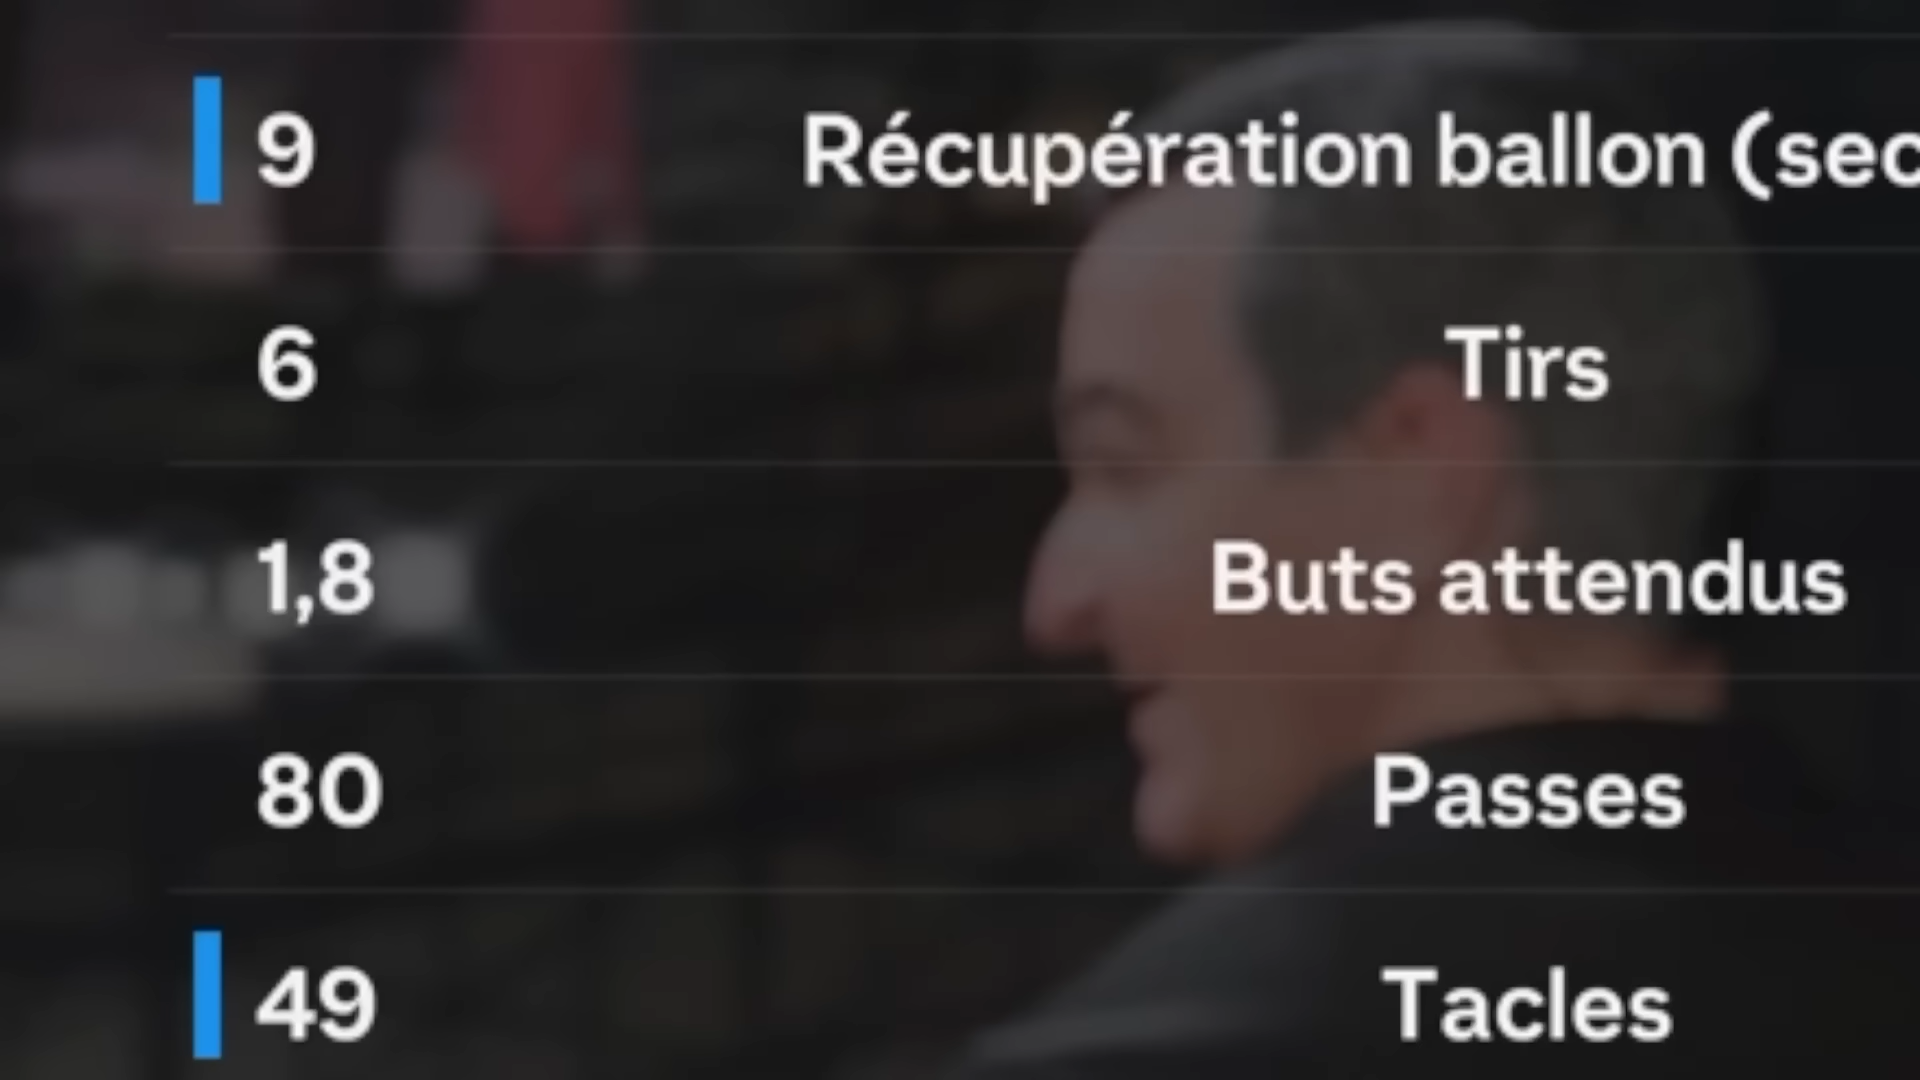 9 Récupération ballon (sec
6 Tirs
1,8 Buts attendus
80 Passes
49 Tacles